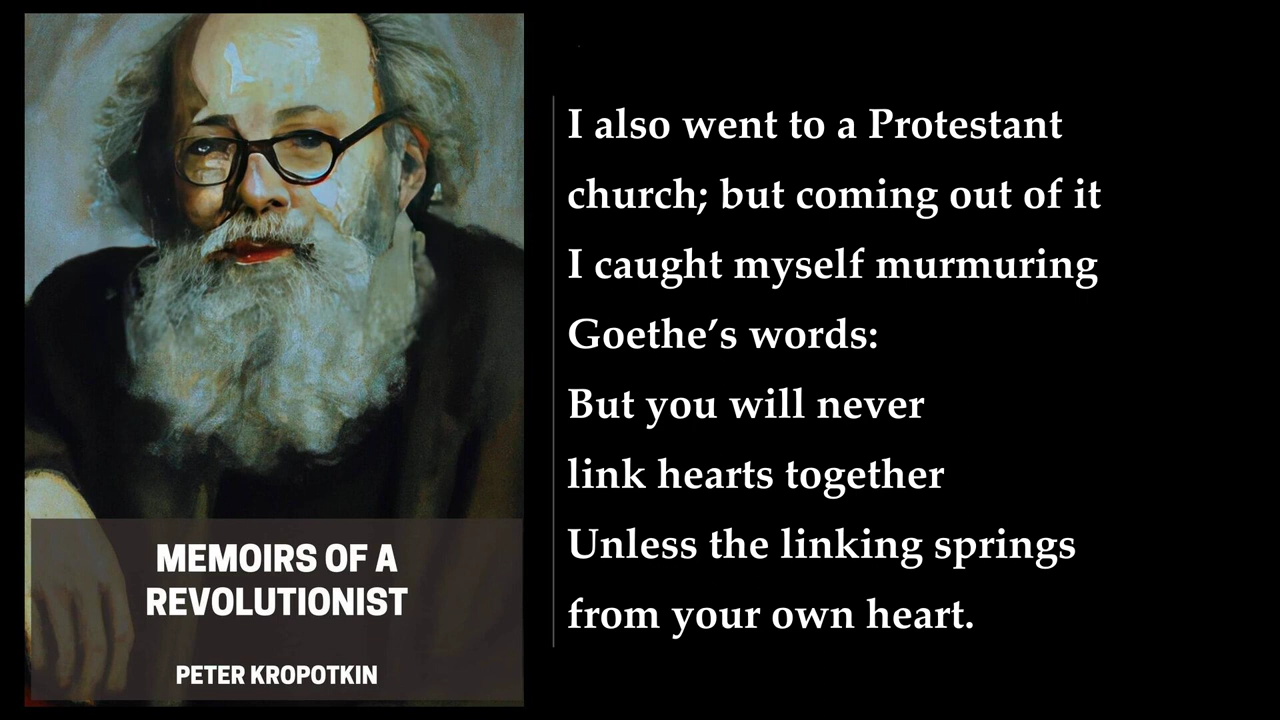 MEMOIRS OF A
REVOLUTIONIST
PETER KROPOTKIN
I also went to a Protestant
church; but coming out of it
I caught myself murmuring
Goethe’s words:
But you will never
link hearts together
Unless the linking springs
from your own heart.